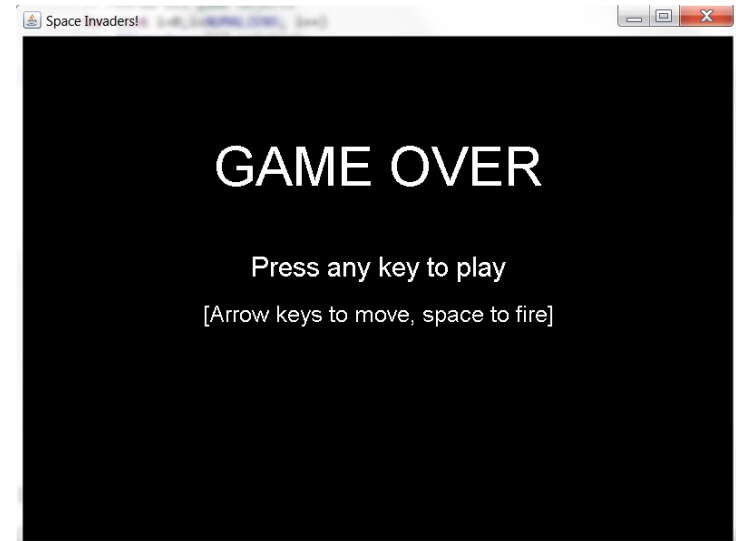 Space Invaders!
GAME OVER
Press any key to play
[Arrow keys to move, space to fire]